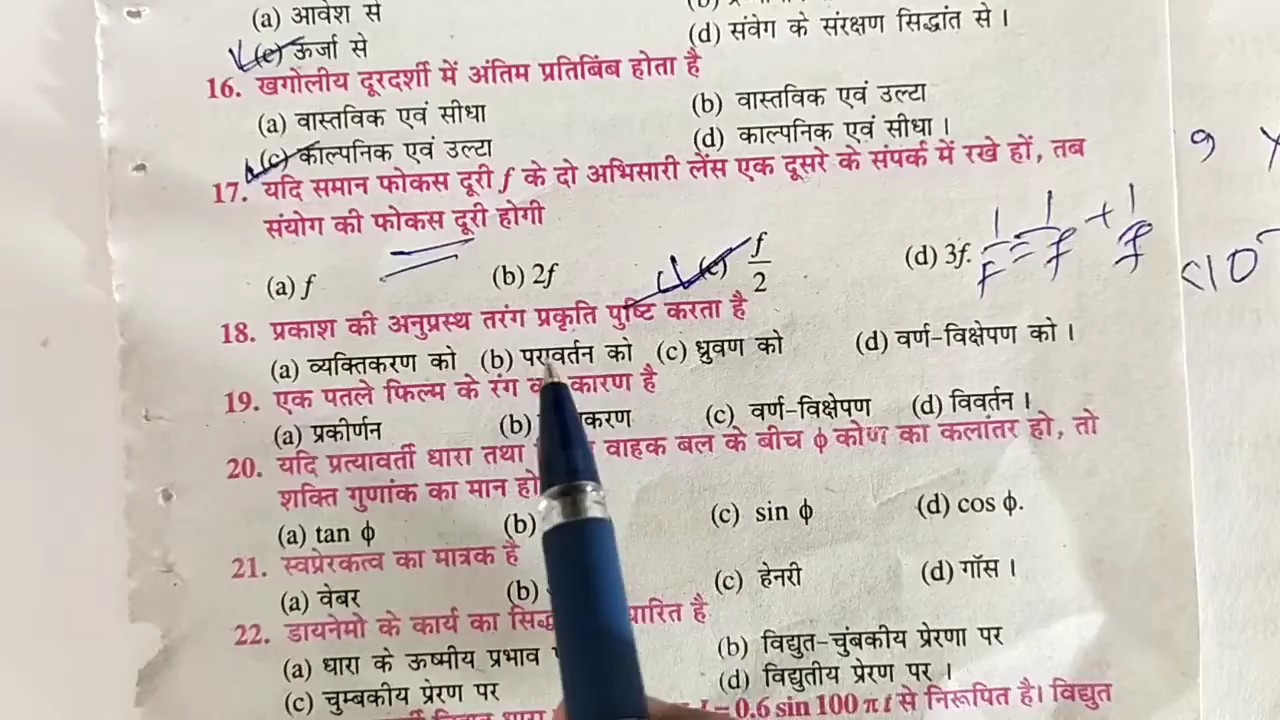 (a) आवेश से
(c) ऊर्जा से
(d) संवेग के संरक्षण सिद्धांत से ।
16. खगोलीय दूरदर्शी में अंतिम प्रतिबिंब होता है
(a) वास्तविक एवं सीधा
(b) वास्तविक एवं उल्टा
(c) काल्पनिक एवं उल्टा
(d) काल्पनिक एवं सीधा ।
17. यदि समान फोकस दूरी f के दो अभिसारी लेंस एक दूसरे के संपर्क में रखे हों, तब
संयोग की फोकस दूरी होगी
(a) f (b) 2f (c) f/2 (d) 3f.
1/F = 1/f + 1/f
9
<10
18. प्रकाश की अनुप्रस्थ तरंग प्रकृति पुष्टि करता है
(a) व्यक्तिकरण को (b) परावर्तन को (c) ध्रुवण को (d) वर्ण-विक्षेपण को ।
19. एक पतले फिल्म के रंग कारण है
(a) प्रकीर्णन (b) करण (c) वर्ण-विक्षेपण (d) विवर्तन ।
20. यदि प्रत्यावर्ती धारा तथा वाहक बल के बीच ϕ कोण का कलांतर हो, तो
शक्ति गुणांक का मान हो
(a) tan ϕ (b) (c) sin ϕ (d) cos ϕ.
21. स्वप्रेरकत्व का मात्रक है
(a) वेबर (b) (c) हेनरी (d) गॉस ।
22. डायनेमो के कार्य का सिद्ध धारित है
(a) धारा के ऊष्मीय प्रभाव
(b) विद्युत-चुंबकीय प्रेरणा पर
(c) चुम्बकीय प्रेरण पर
(d) विद्युतीय प्रेरण पर ।
= 0.6 sin 100 π t से निरूपित है। विद्युत